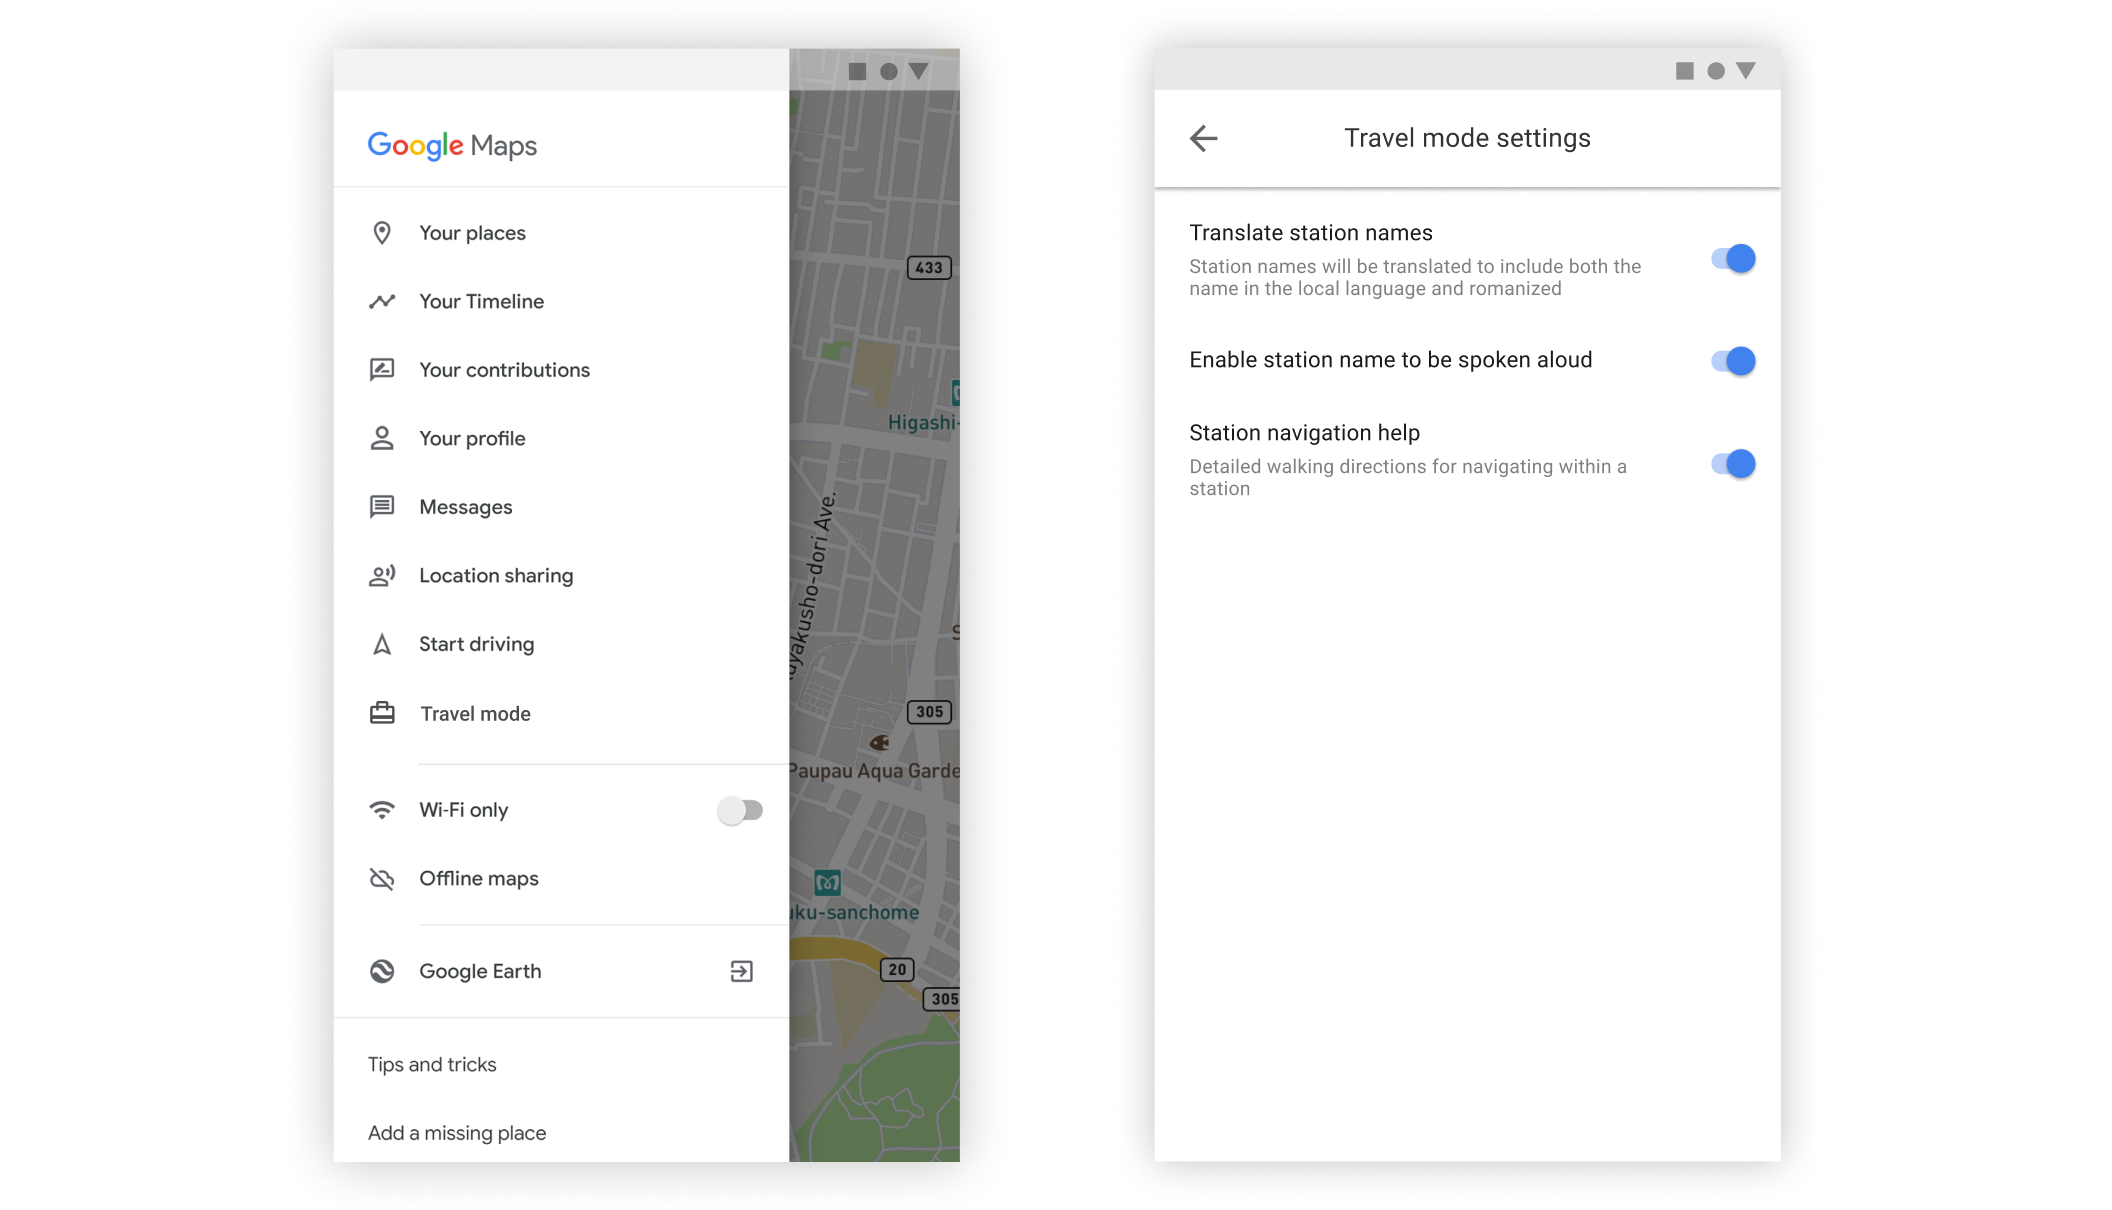 Google Maps
Your places
Your Timeline
Your contributions
Your profile
Messages
Location sharing
Start driving
Travel mode
Wi-Fi only
Offline maps
Google Earth
Tips and tricks
Add a missing place
433
Higashi-
dori Ave.
305
Paupau Aqua Garde
uku-sanchome
20
305
Travel mode settings
Translate station names
Station names will be translated to include both the
name in the local language and romanized
Enable station name to be spoken aloud
Station navigation help
Detailed walking directions for navigating within a
station